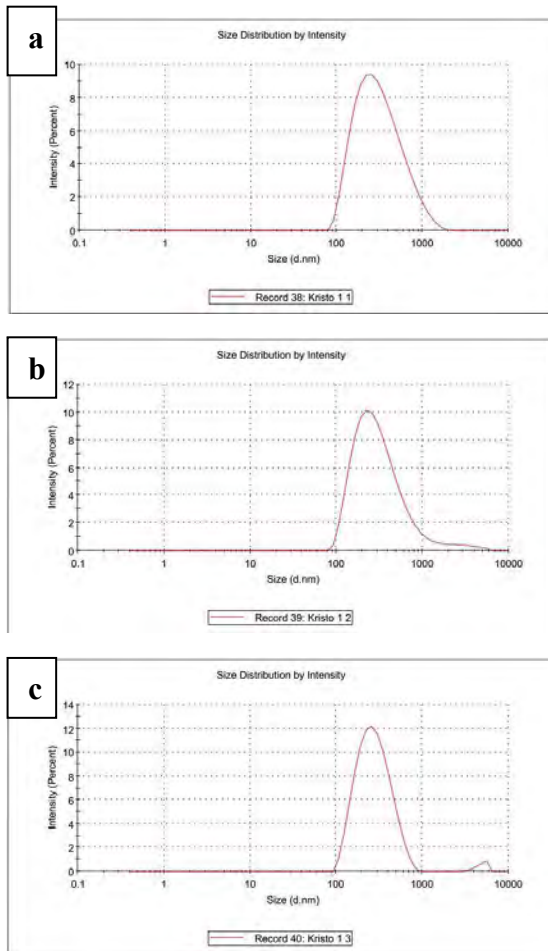 a
Size Distribution by Intensity
Intensity (Percent)
10
8
6
4
2
0
0.1 1 10 100 1000 10000
Size (d.nm)
Record 38: Kristo 1 1
b
Size Distribution by Intensity
Intensity (Percent)
12
10
8
6
4
2
0
0.1 1 10 100 1000 10000
Size (d.nm)
Record 39: Kristo 1 2
c
Size Distribution by Intensity
Intensity (Percent)
14
12
10
8
6
4
2
0
0.1 1 10 100 1000 10000
Size (d.nm)
Record 40: Kristo 1 3